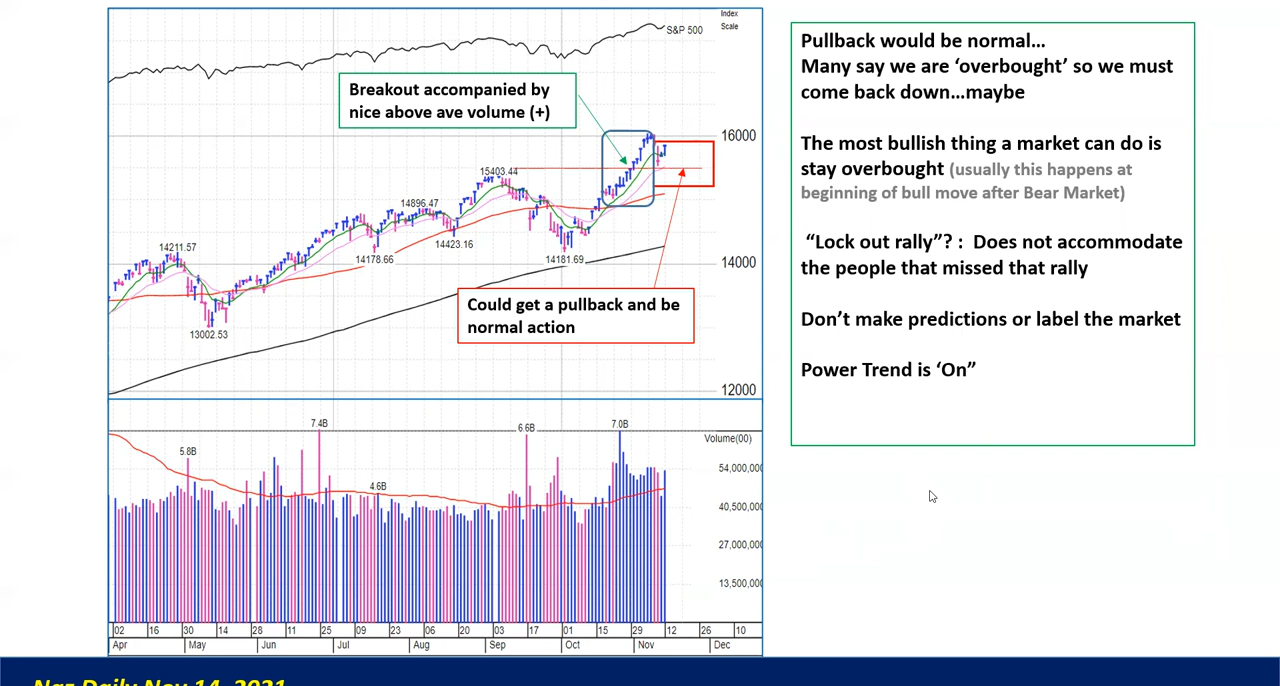 Index
Scale
S&P 500
Breakout accompanied by
nice above ave volume (+)
16000
15403.44
14896.47
14211.57
14423.16
14178.66
14181.69
14000
Could get a pullback and be
normal action
13002.53
12000
7.4B
7.0B
6.6B
Volume(00)
5.8B
54,000,000
4.6B
40,500,000
27,000,000
13,500,000
02 16 30 14 28 11 25 09 23 06 20 03 17 01 15 29 12 26 10
Apr May Jun Jul Aug Sep Oct Nov Dec
Pullback would be normal…
Many say we are ‘overbought’ so we must
come back down…maybe
The most bullish thing a market can do is
stay overbought (usually this happens at
beginning of bull move after Bear Market)
“Lock out rally”? : Does not accommodate
the people that missed that rally
Don’t make predictions or label the market
Power Trend is ‘On”
Naz Daily Nov 14, 2021